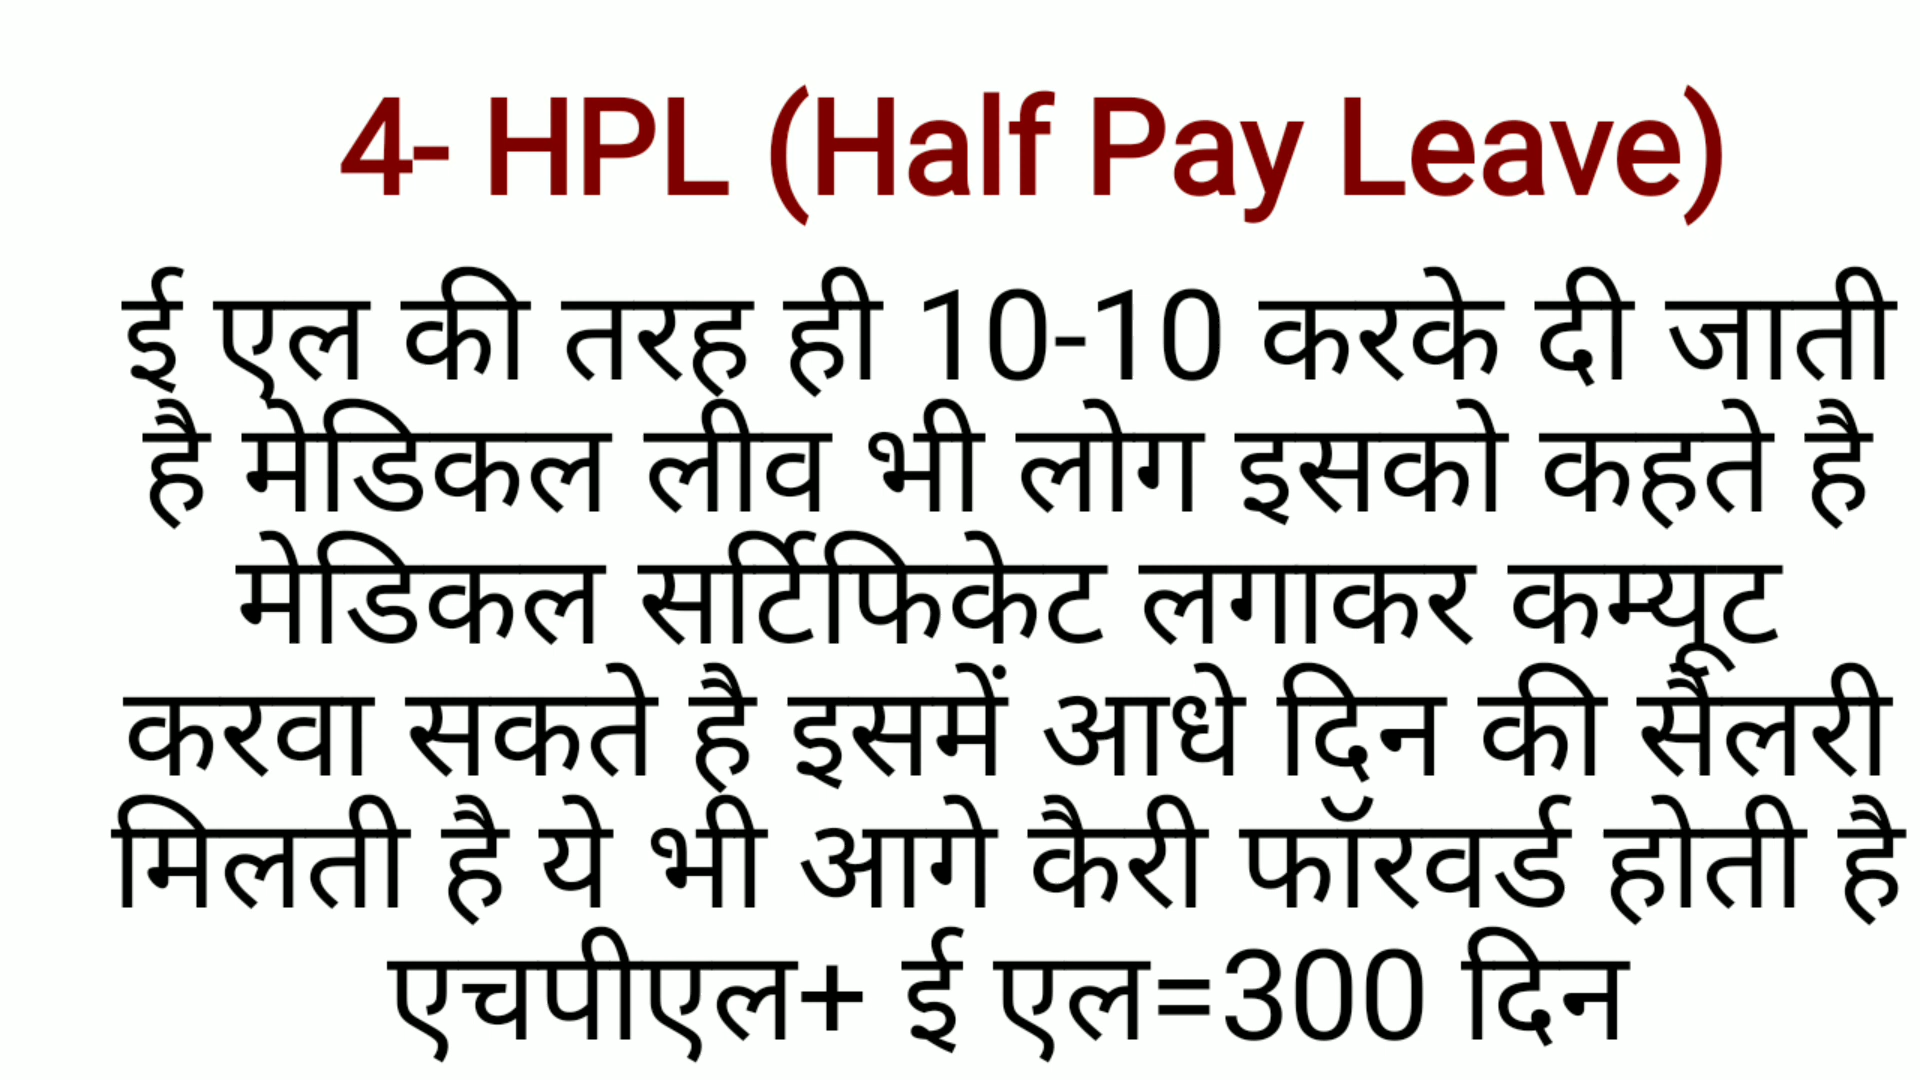 4- HPL (Half Pay Leave)
ई एल की तरह ही 10-10 करके दी जाती
है मेडिकल लीव भी लोग इसको कहते है
मेडिकल सर्टिफिकेट लगाकर कम्यूट
करवा सकते है इसमें आधे दिन की सैलरी
मिलती है ये भी आगे कैरी फॉरवर्ड होती है
एचपीएल+ ई एल=300 दिन